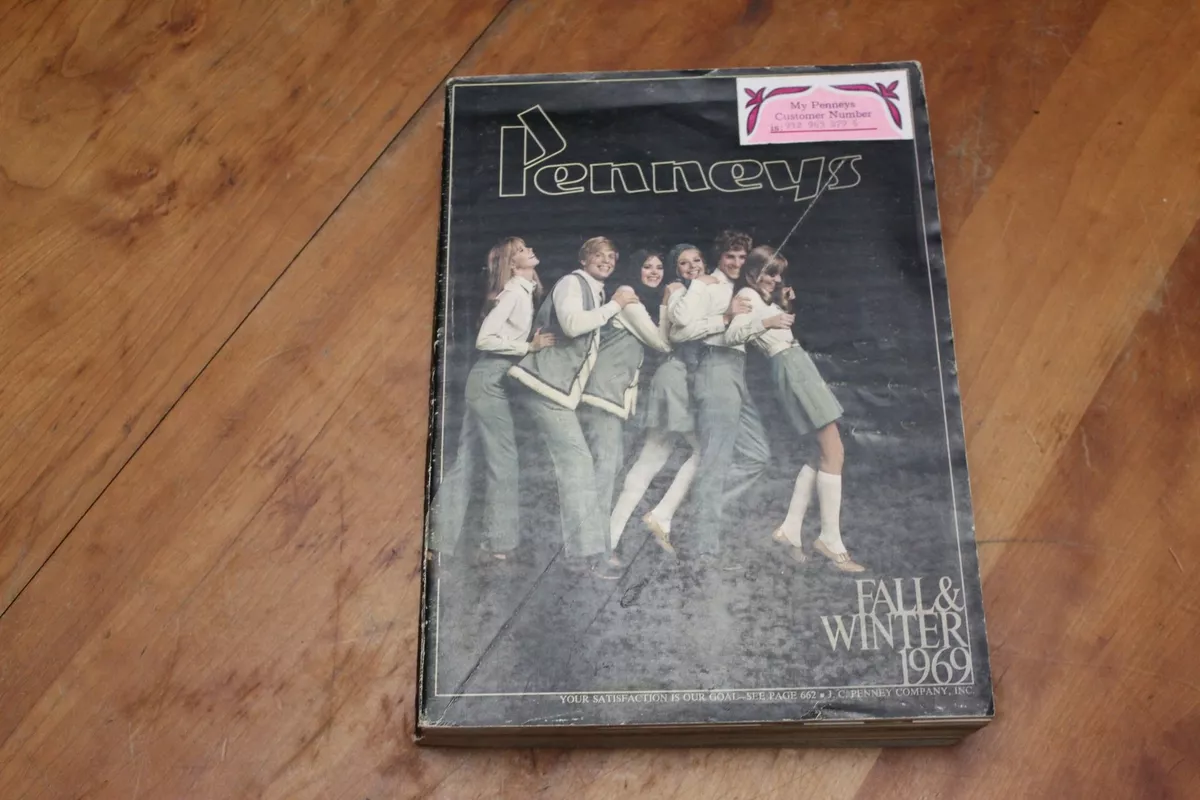 My Penneys
Customer Number
is:
Penneys
FALL &
WINTER
1969
YOUR SATISFACTION IS OUR GOAL—SEE PAGE 662 ■ J. C. PENNEY COMPANY, INC.